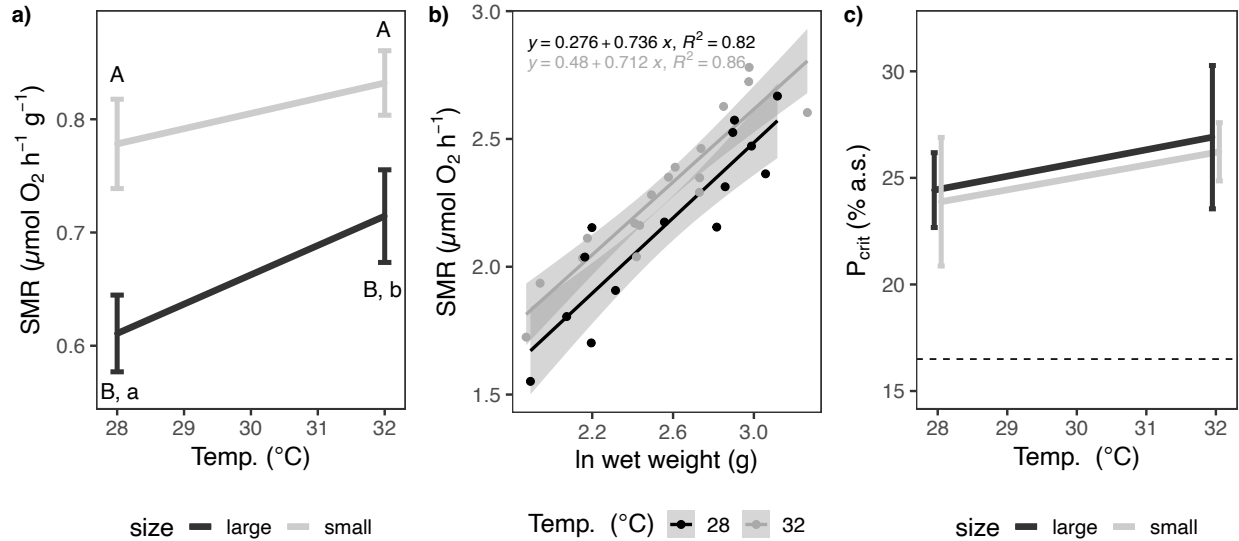 a)
SMR (µmol O₂ h⁻¹ g⁻¹)
0.8
0.7
0.6
A
A
B, a
B, b
28 29 30 31 32
Temp. (°C)
size large small
b)
SMR (µmol O₂ h⁻¹)
3.0
2.5
2.0
1.5
y = 0.276 + 0.736 x, R² = 0.82
y = 0.48 + 0.712 x, R² = 0.86
2.2 2.6 3.0
ln wet weight (g)
Temp. (°C) 28 32
c)
P_crit (% a.s.)
30
25
20
15
28 29 30 31 32
Temp. (°C)
size large small